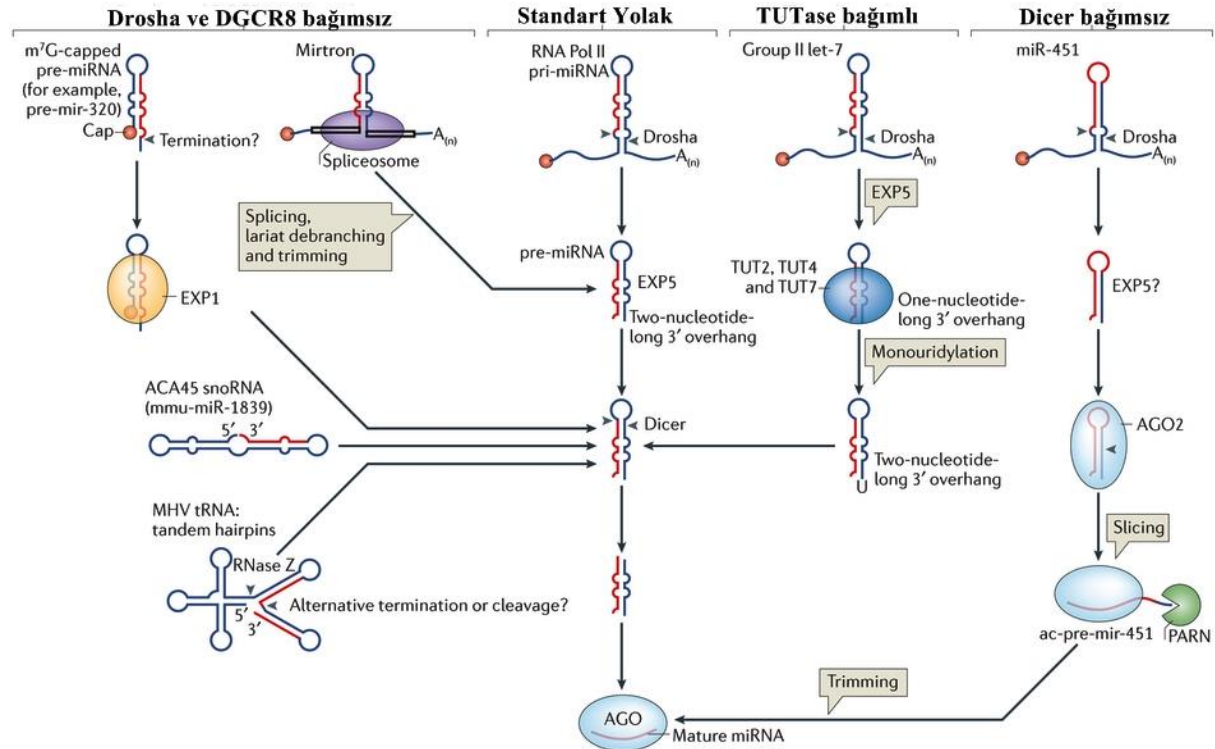 Drosha ve DGCR8 bağımsız
Standart Yolak
TUTase bağımlı
Dicer bağımsız
m⁷G-capped
pre-miRNA
(for example,
pre-mir-320)
Cap
Termination?
Mirtron
A(n)
Spliceosome
RNA Pol II
pri-miRNA
Drosha
A(n)
Group II let-7
Drosha
A(n)
miR-451
Drosha
A(n)
EXP5
Splicing,
lariat debranching
and trimming
EXP1
pre-miRNA
EXP5
Two-nucleotide-
long 3′ overhang
TUT2, TUT4
and TUT7
One-nucleotide-
long 3′ overhang
EXP5?
Monouridylation
ACA45 snoRNA
(mmu-miR-1839)
5′ 3′
Dicer
Two-nucleotide-
long 3′ overhang
U
AGO2
MHV tRNA:
tandem hairpins
RNase Z
5′
3′
Alternative termination or cleavage?
Slicing
ac-pre-mir-451
PARN
Trimming
AGO
Mature miRNA